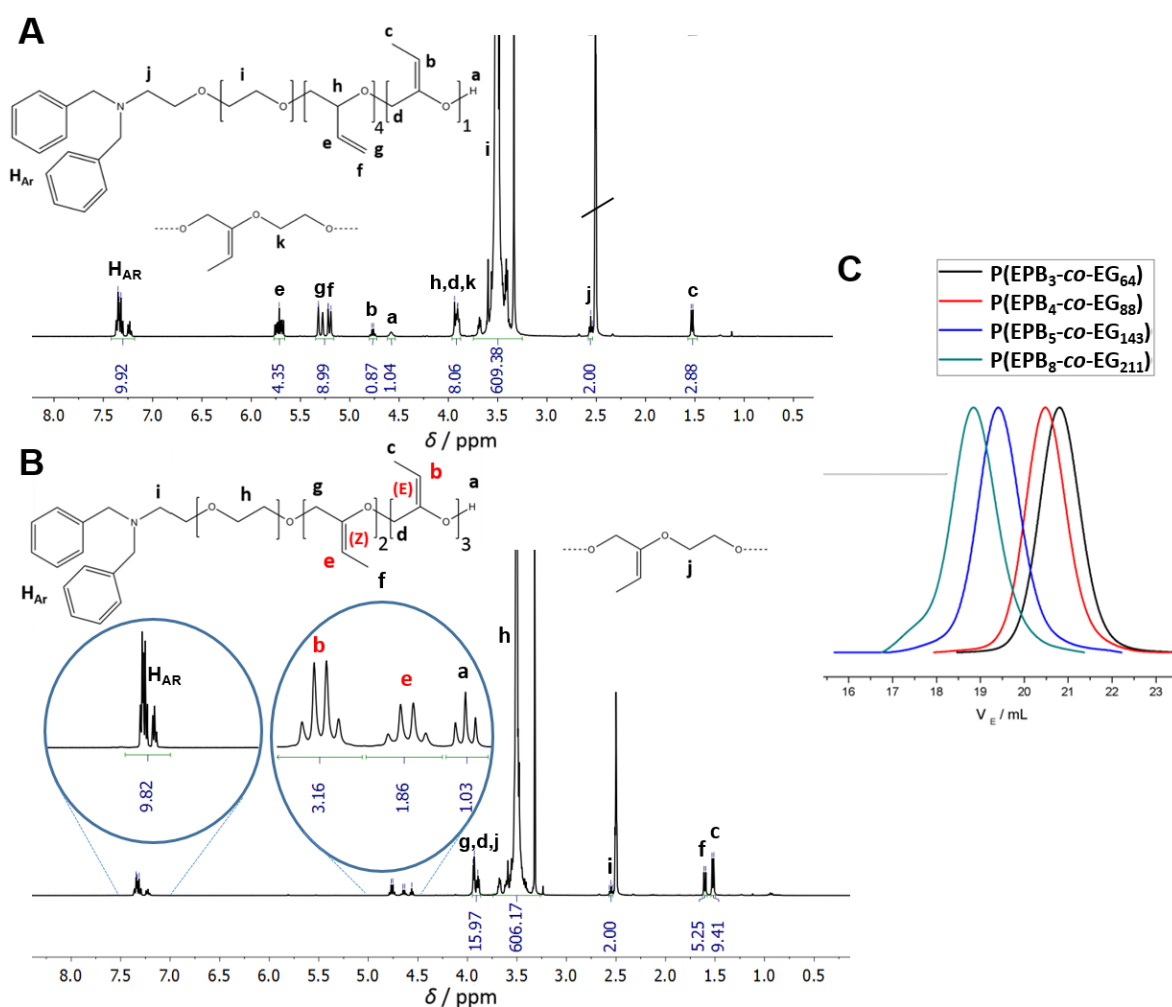 A
c
b
a
j
i
h
O
O
O
O
H
N
4
1
d
e
g
f
H_Ar
i
O
O
O
k
H_AR
e
g f
b
a
h,d,k
j
c
9.92
4.35
8.99
0.87
1.04
8.06
609.38
2.00
2.88
8.0 7.5 7.0 6.5 6.0 5.5 5.0 4.5 4.0 3.5 3.0 2.5 2.0 1.5 1.0 0.5
δ / ppm
B
c
b
(E)
a
i
h
g
O
O
O
O
H
N
(Z)
2
3
d
e
f
H_Ar
O
O
O
j
h
H_AR
9.82
b
e
a
3.16
1.86
1.03
g,d,j
i
f
c
15.97
606.17
2.00
5.25
9.41
8.0 7.5 7.0 6.5 6.0 5.5 5.0 4.5 4.0 3.5 3.0 2.5 2.0 1.5 1.0 0.5
δ / ppm
C
P(EPB₃-co-EG₆₄)
P(EPB₄-co-EG₈₈)
P(EPB₅-co-EG₁₄₃)
P(EPB₈-co-EG₂₁₁)
16 17 18 19 20 21 22 23
V_E / mL